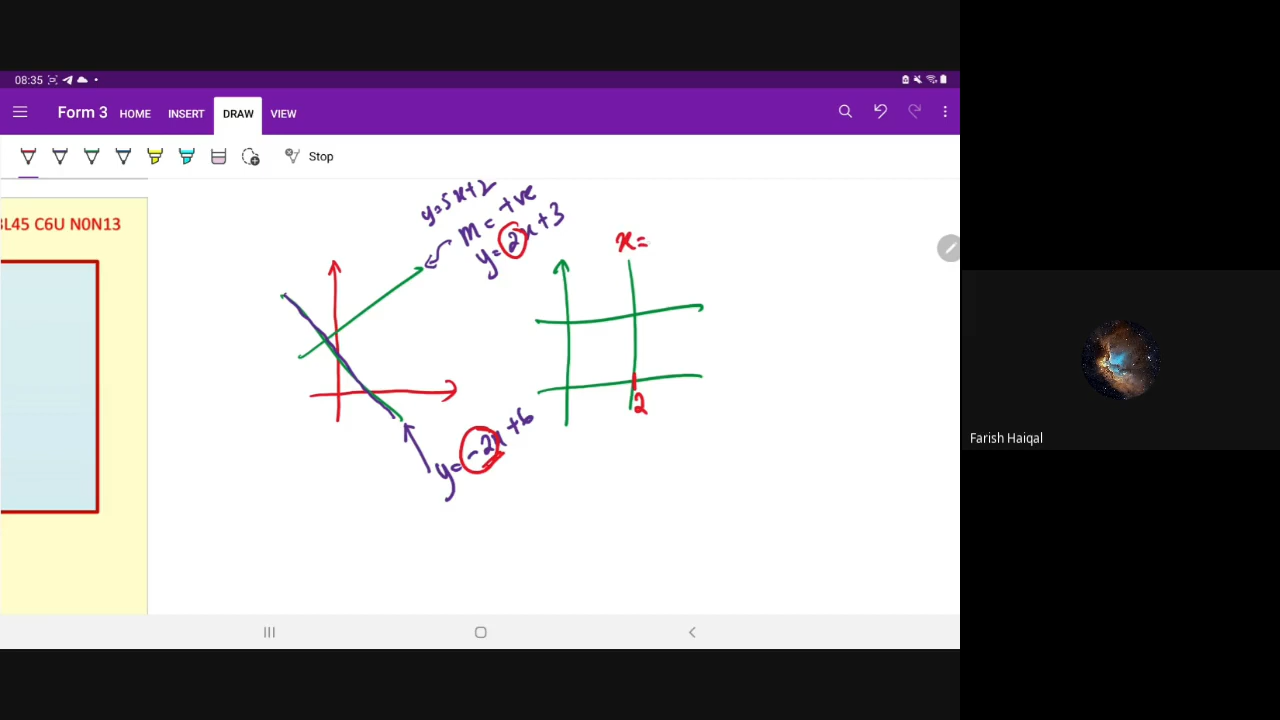 08:35
Form 3 HOME INSERT DRAW VIEW
Stop
3L45 C6U N0N13
y=5x+2
m= +ve
y=2x+3
y=-2x+6
x=
2
Farish Haiqal